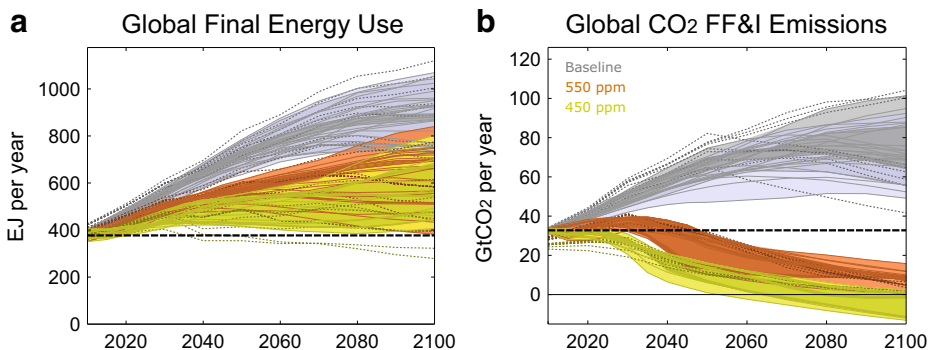 a Global Final Energy Use
EJ per year
1000
800
600
400
200
0
2020 2040 2060 2080 2100
b Global CO2 FF&I Emissions
GtCO2 per year
120
100
80
60
40
20
0
Baseline
550 ppm
450 ppm
2020 2040 2060 2080 2100